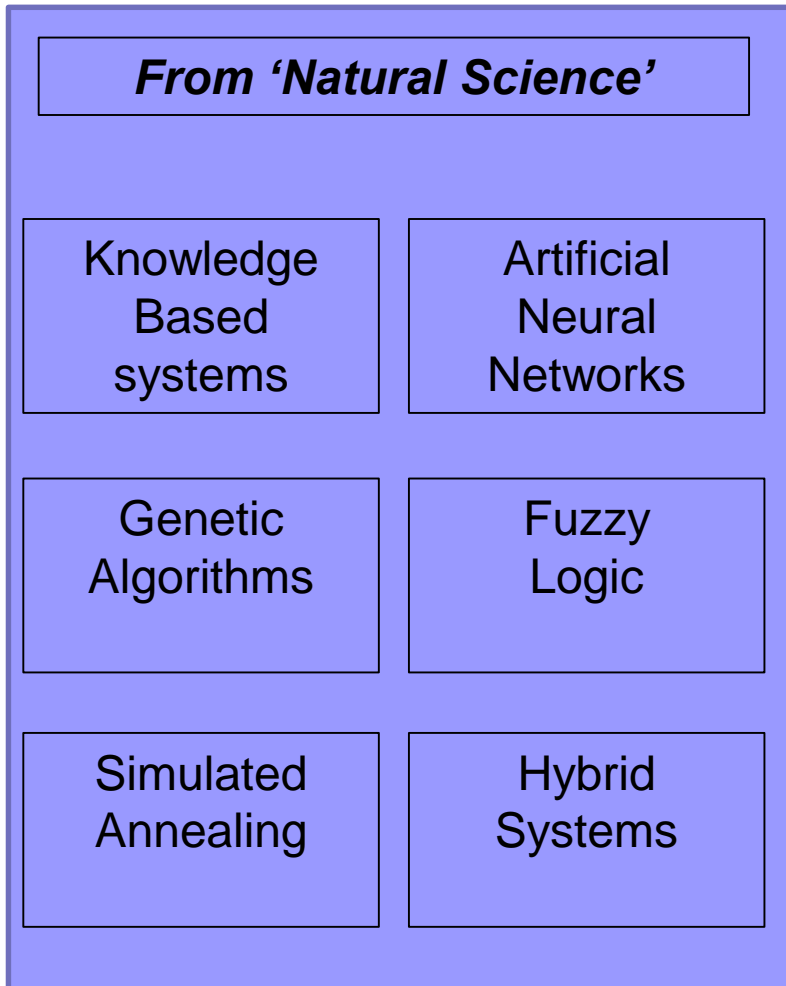 From ‘Natural Science’
Knowledge
Based
systems
Artificial
Neural
Networks
Genetic
Algorithms
Fuzzy
Logic
Simulated
Annealing
Hybrid
Systems